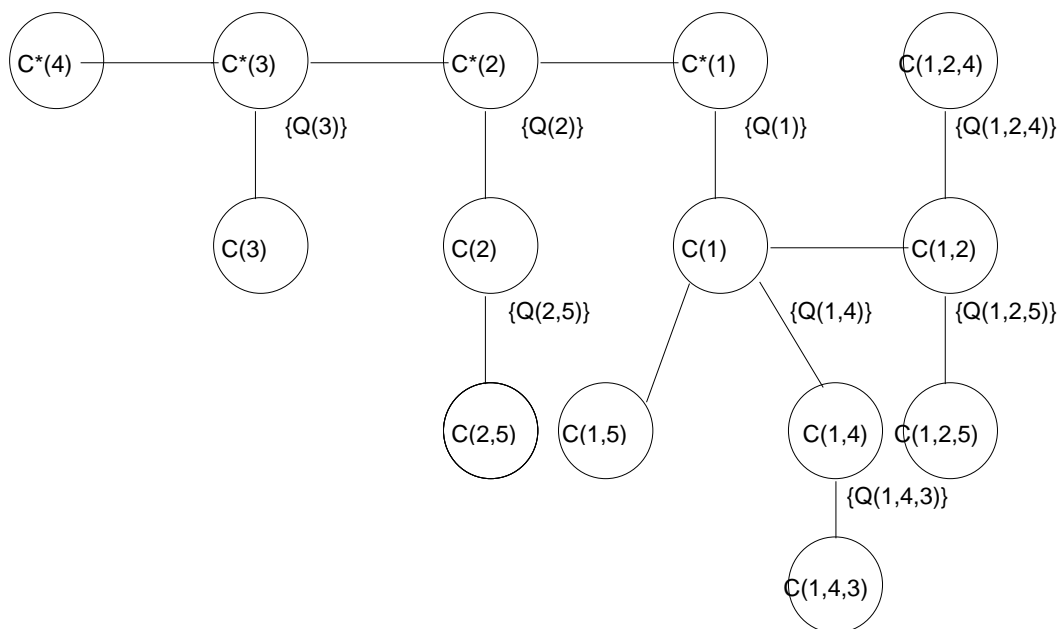 C*(4)
C*(3)
C*(2)
C*(1)
C(1,2,4)
{Q(3)}
{Q(2)}
{Q(1)}
{Q(1,2,4)}
C(3)
C(2)
C(1)
C(1,2)
{Q(2,5)}
{Q(1,4)}
{Q(1,2,5)}
C(2,5)
C(1,5)
C(1,4)
C(1,2,5)
{Q(1,4,3)}
C(1,4,3)